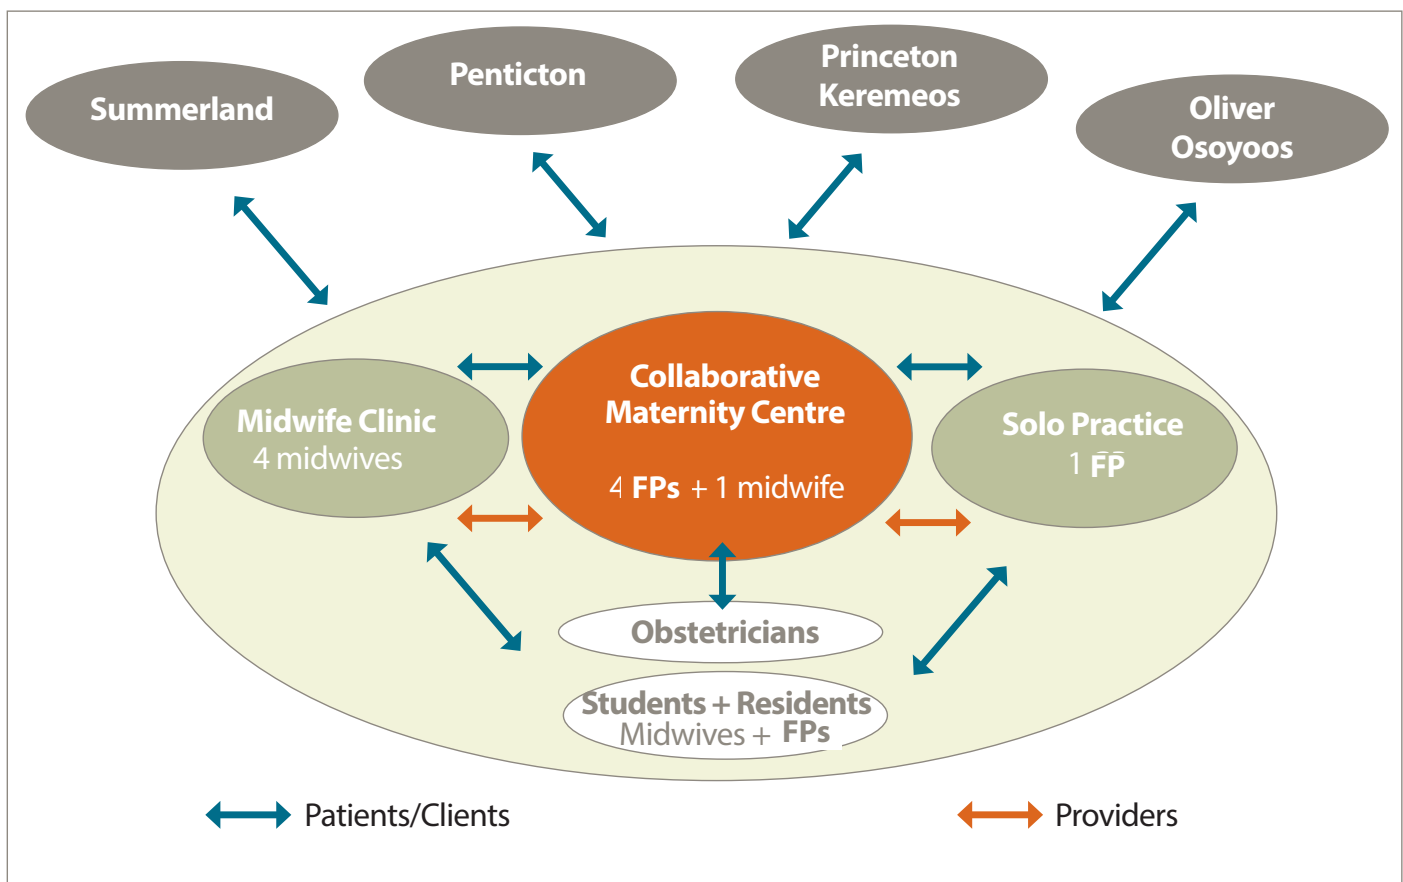 Summerland
Penticton
Princeton
Keremeos
Oliver
Osoyoos
Midwife Clinic
4 midwives
Collaborative
Maternity Centre
4 FPs + 1 midwife
Solo Practice
1 FP
Obstetricians
Students + Residents
Midwives + FPs
Patients/Clients
Providers